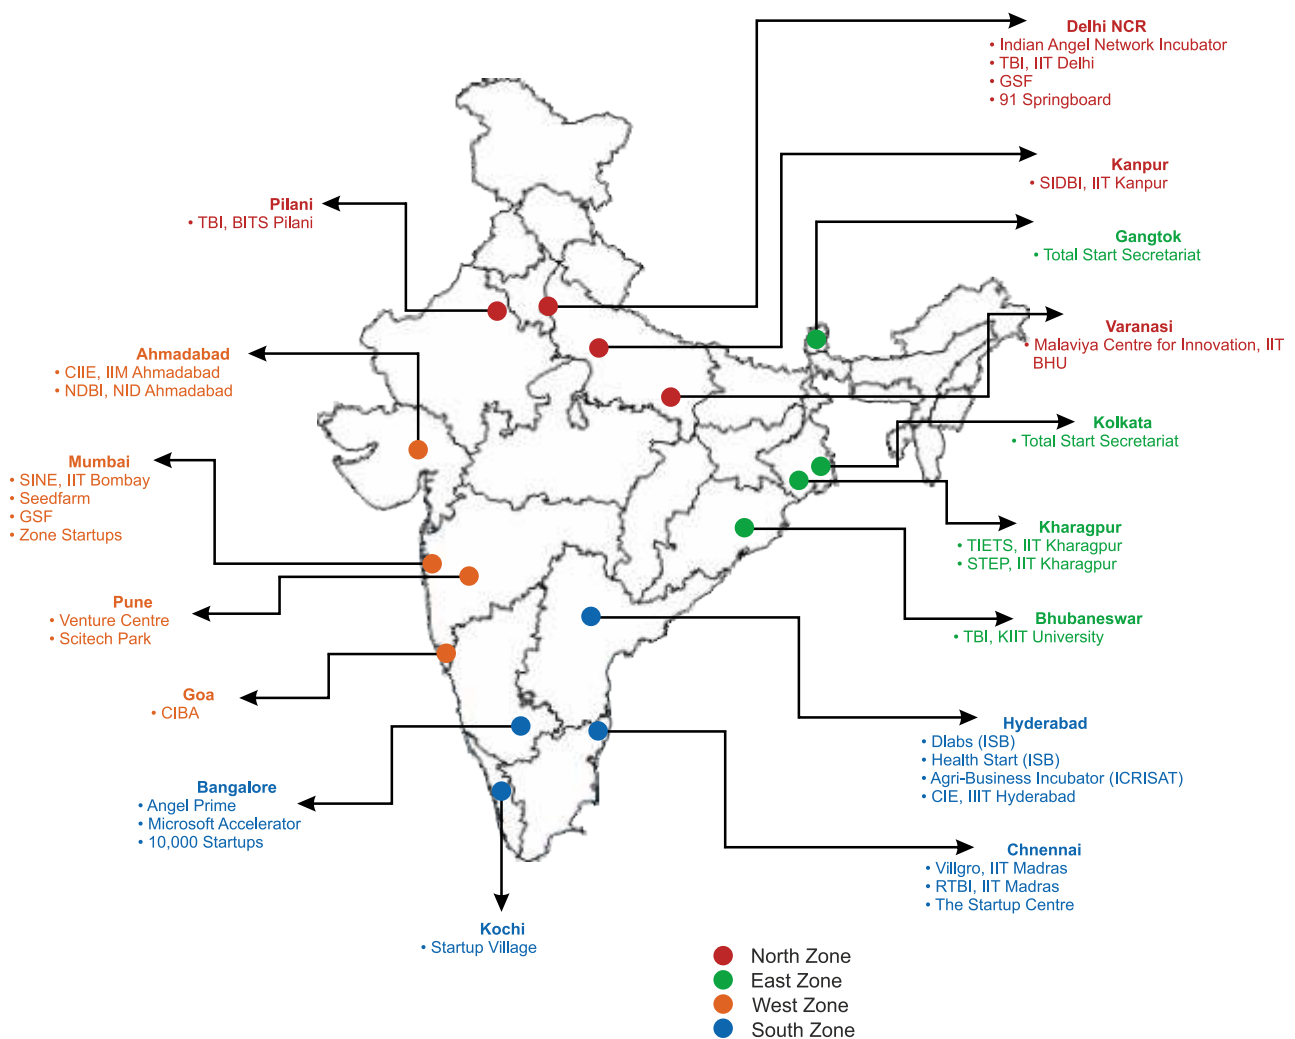 Delhi NCR
• Indian Angel Network Incubator
• TBI, IIT Delhi
• GSF
• 91 Springboard
Kanpur
• SIDBI, IIT Kanpur
Pilani
• TBI, BITS Pilani
Gangtok
• Total Start Secretariat
Varanasi
• Malaviya Centre for Innovation, IIT
BHU
Ahmadabad
• CIIE, IIM Ahmadabad
• NDBI, NID Ahmadabad
Kolkata
• Total Start Secretariat
Mumbai
• SINE, IIT Bombay
• Seedfarm
• GSF
• Zone Startups
Kharagpur
• TIETS, IIT Kharagpur
• STEP, IIT Kharagpur
Pune
• Venture Centre
• Scitech Park
Bhubaneswar
• TBI, KIIT University
Goa
• CIBA
Hyderabad
• Dlabs (ISB)
• Health Start (ISB)
• Agri-Business Incubator (ICRISAT)
• CIE, IIIT Hyderabad
Bangalore
• Angel Prime
• Microsoft Accelerator
• 10,000 Startups
Chnennai
• Villgro, IIT Madras
• RTBI, IIT Madras
• The Startup Centre
Kochi
• Startup Village
North Zone
East Zone
West Zone
South Zone